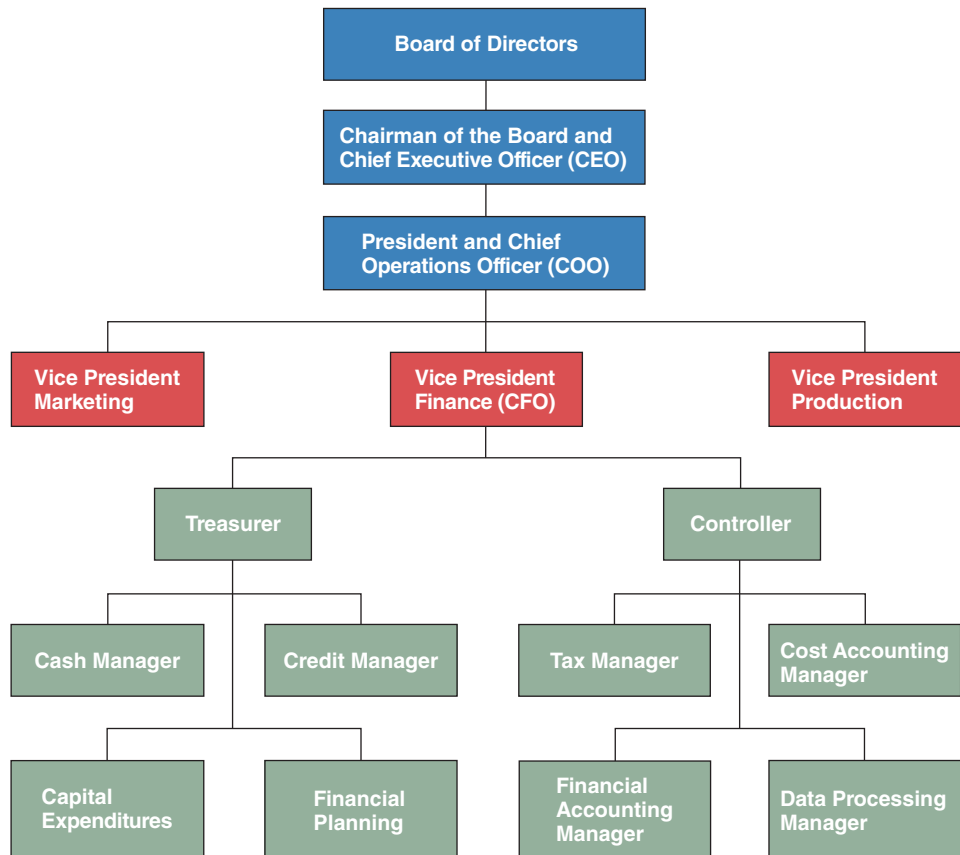 Board of Directors
Chairman of the Board and
Chief Executive Officer (CEO)
President and Chief
Operations Officer (COO)
Vice President
Marketing
Vice President
Finance (CFO)
Vice President
Production
Treasurer
Controller
Cash Manager
Credit Manager
Tax Manager
Cost Accounting
Manager
Capital
Expenditures
Financial
Planning
Financial
Accounting
Manager
Data Processing
Manager